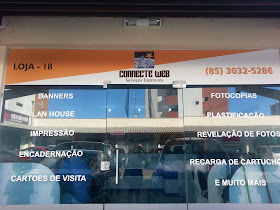 LOJA - 18
CONNECTE WEB
Serviços Expressos
(85) 3032-5286
BANNERS
LAN HOUSE
IMPRESSÃO
ENCADERNAÇÃO
CARTÕES DE VISITA
FOTOCOPIAS
PLASTIFICAÇÃO
REVELAÇÃO DE FOTOS
RECARGA DE CARTUCHO
E MUITO MAIS